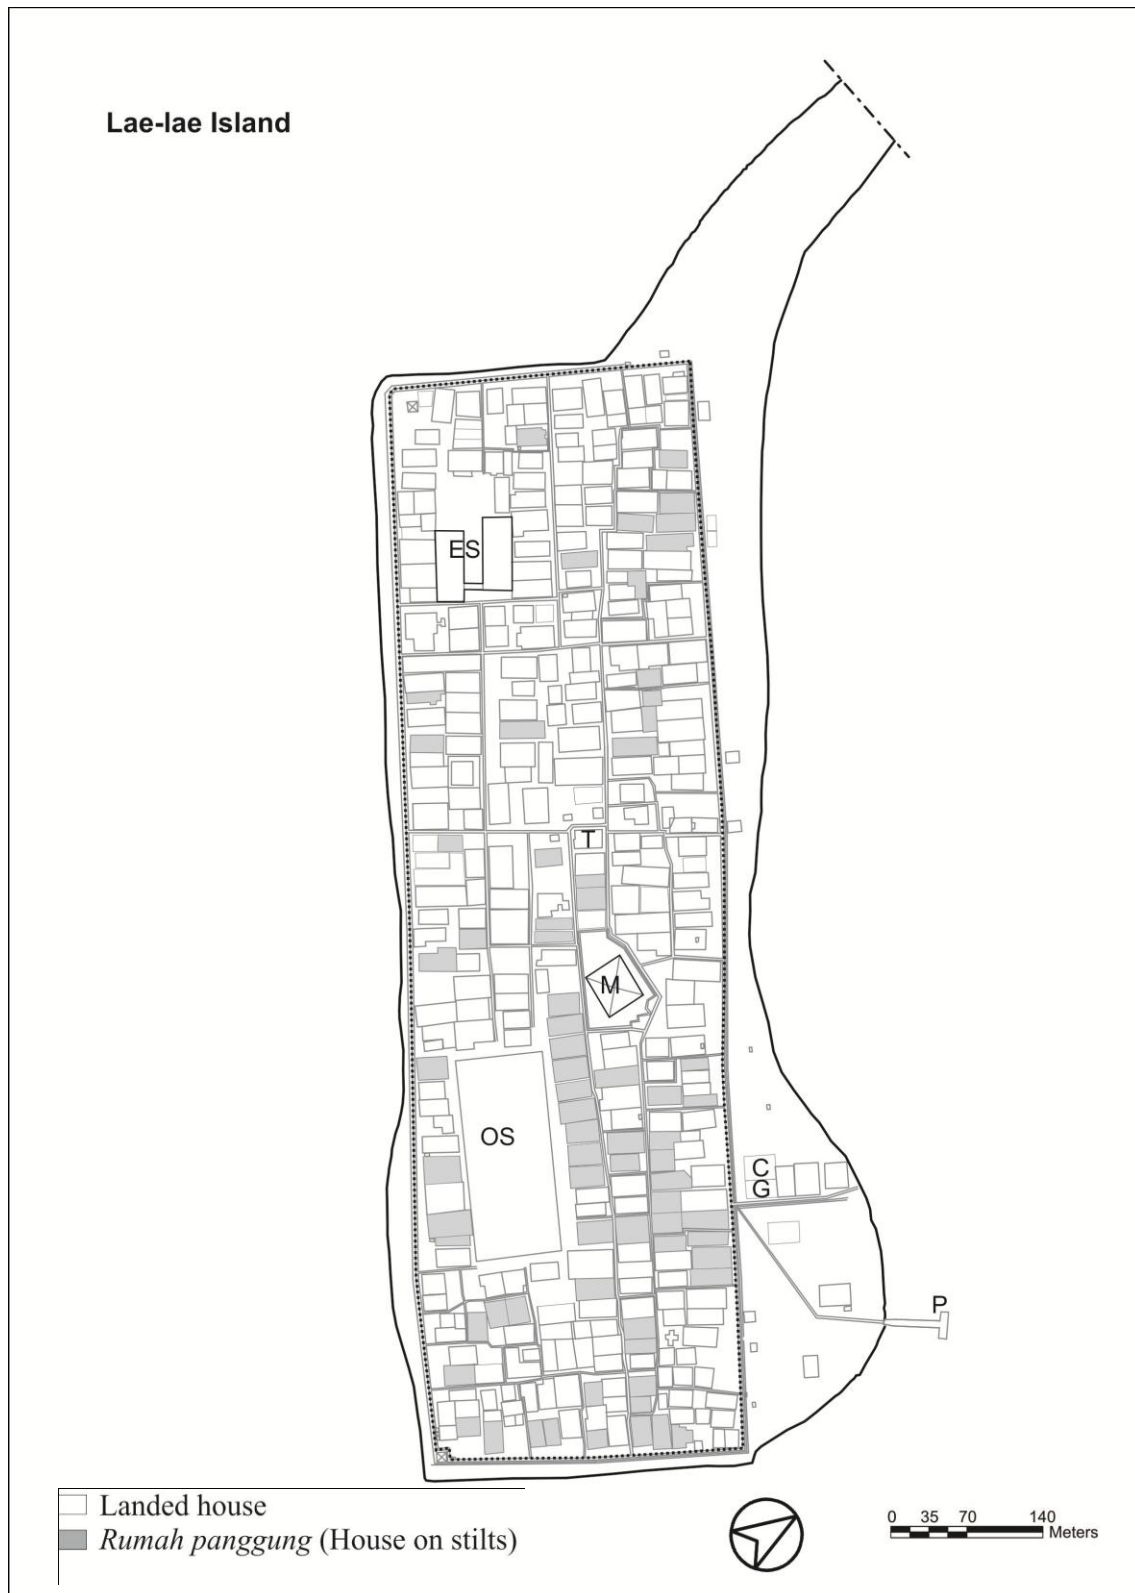 Lae-lae Island
ES
T
M
OS
C
G
P
Landed house
Rumah panggung (House on stilts)
0 35 70 140
Meters